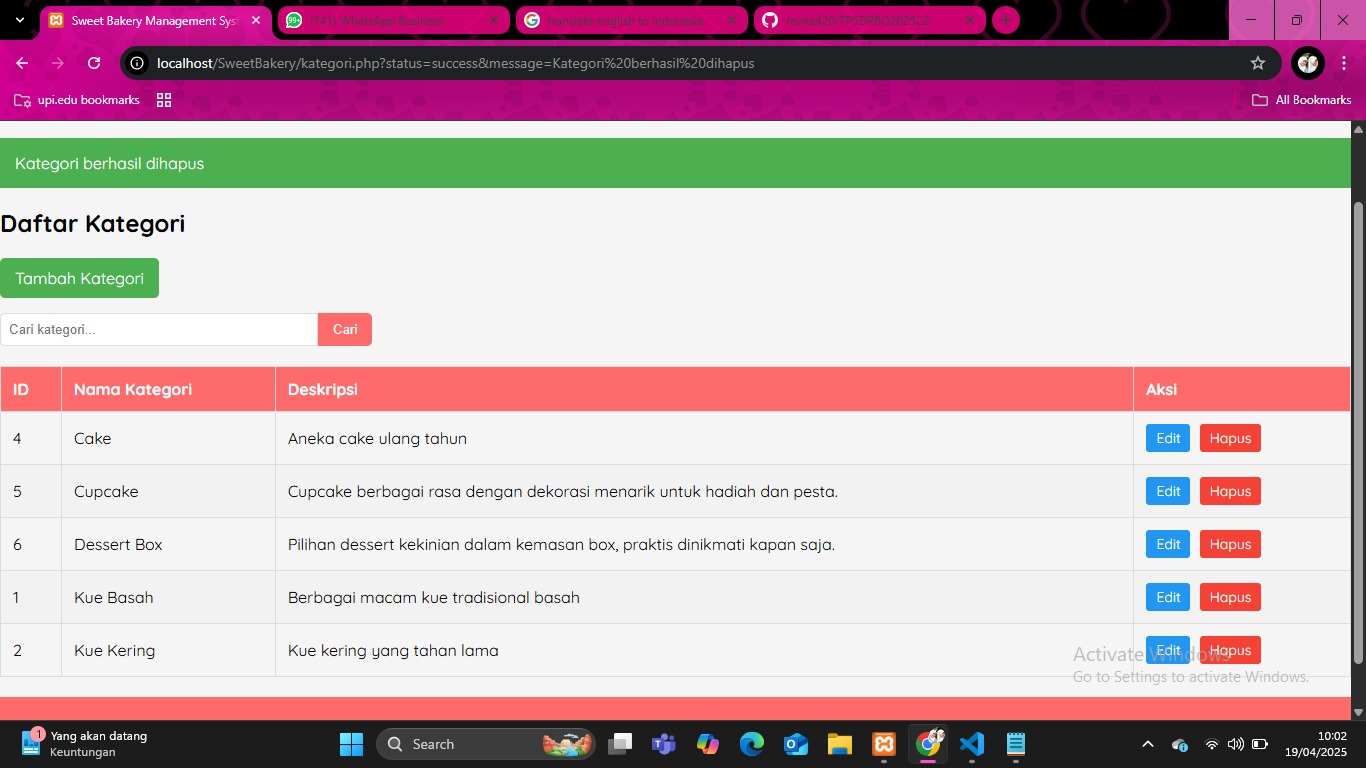 Sweet Bakery Management Sys
(141) WhatsApp Business
translate english to indonesia
revita420/TP5DPBO2025C2
localhost/SweetBakery/kategori.php?status=success&message=Kategori%20berhasil%20dihapus
upi.edu bookmarks
All Bookmarks
Kategori berhasil dihapus
Daftar Kategori
Tambah Kategori
Cari kategori...
Cari
ID Nama Kategori Deskripsi Aksi
4 Cake Aneka cake ulang tahun Edit Hapus
5 Cupcake Cupcake berbagai rasa dengan dekorasi menarik untuk hadiah dan pesta. Edit Hapus
6 Dessert Box Pilihan dessert kekinian dalam kemasan box, praktis dinikmati kapan saja. Edit Hapus
1 Kue Basah Berbagai macam kue tradisional basah Edit Hapus
2 Kue Kering Kue kering yang tahan lama Edit Hapus
Activate Windows
Go to Settings to activate Windows.
1
Yang akan datang
Keuntungan
Search
10:02
19/04/2025